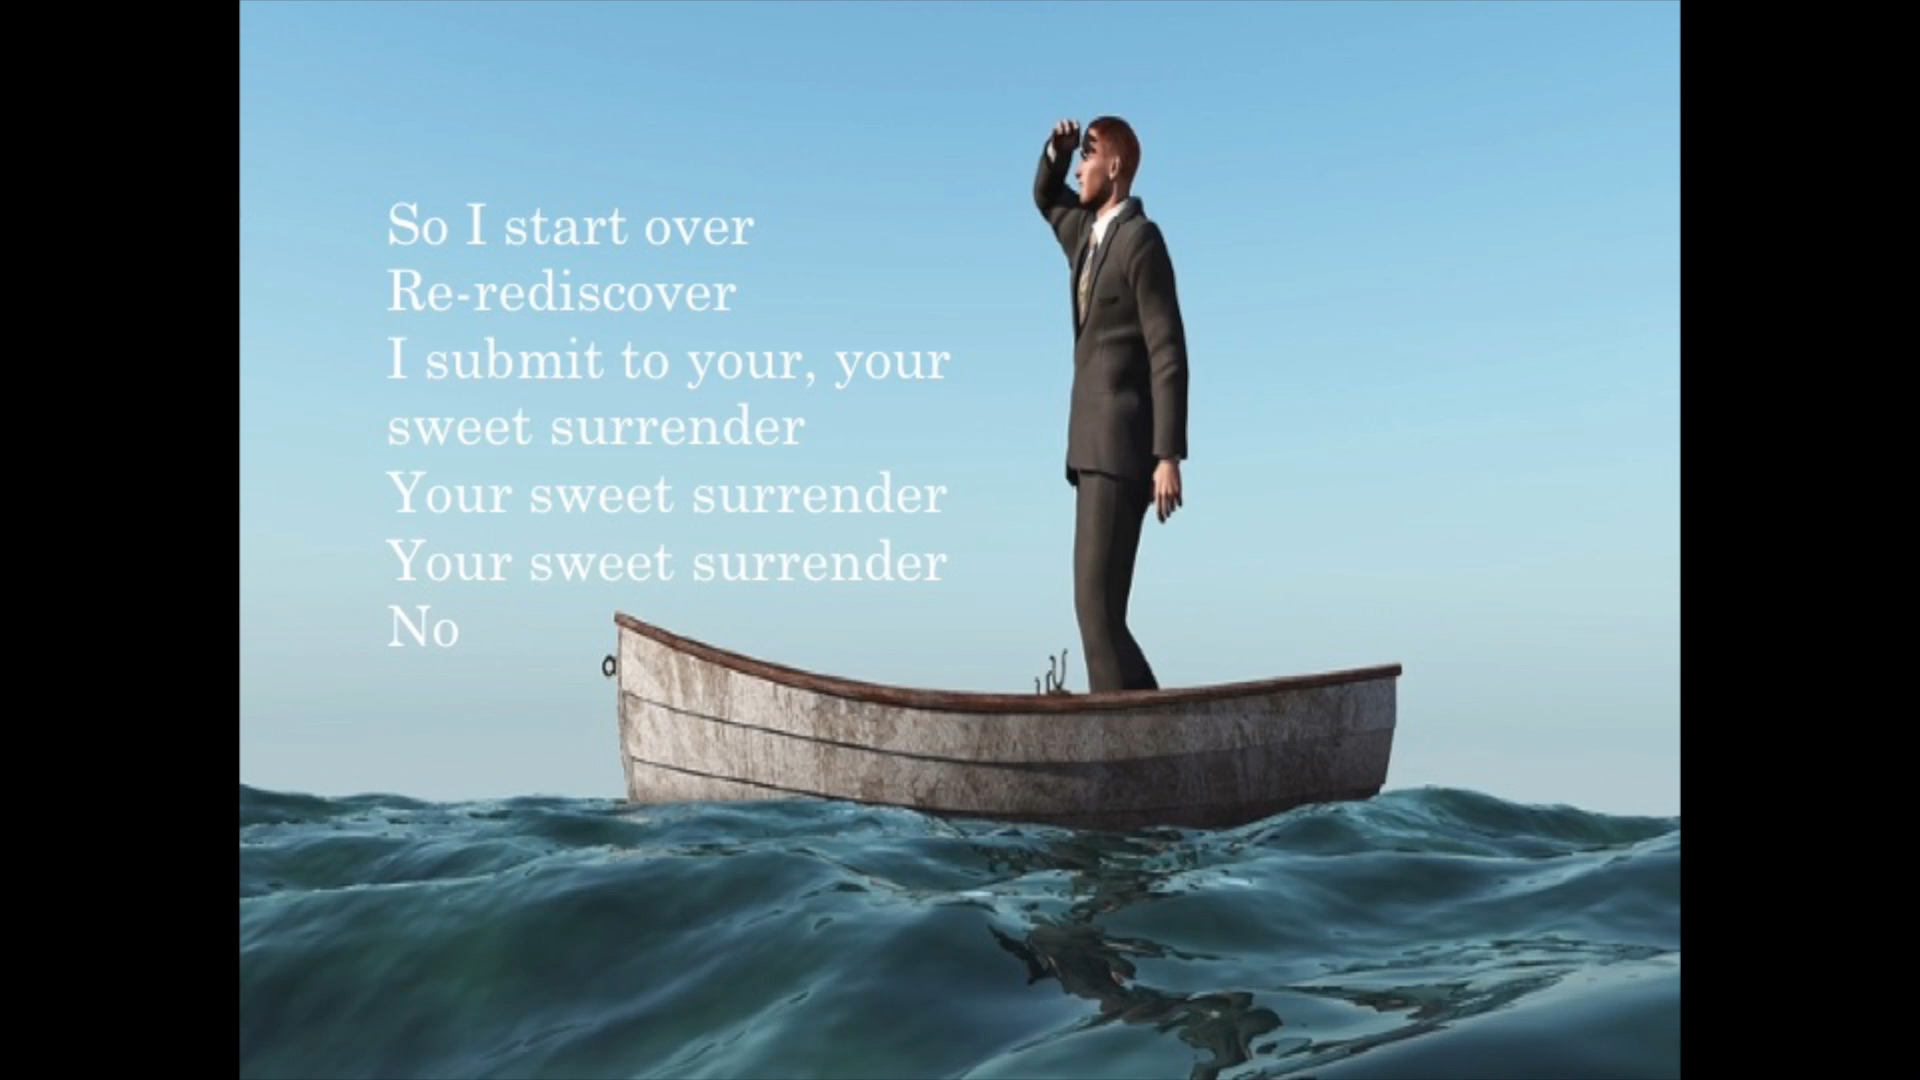 So I start over
Re-rediscover
I submit to your, your
sweet surrender
Your sweet surrender
Your sweet surrender
No